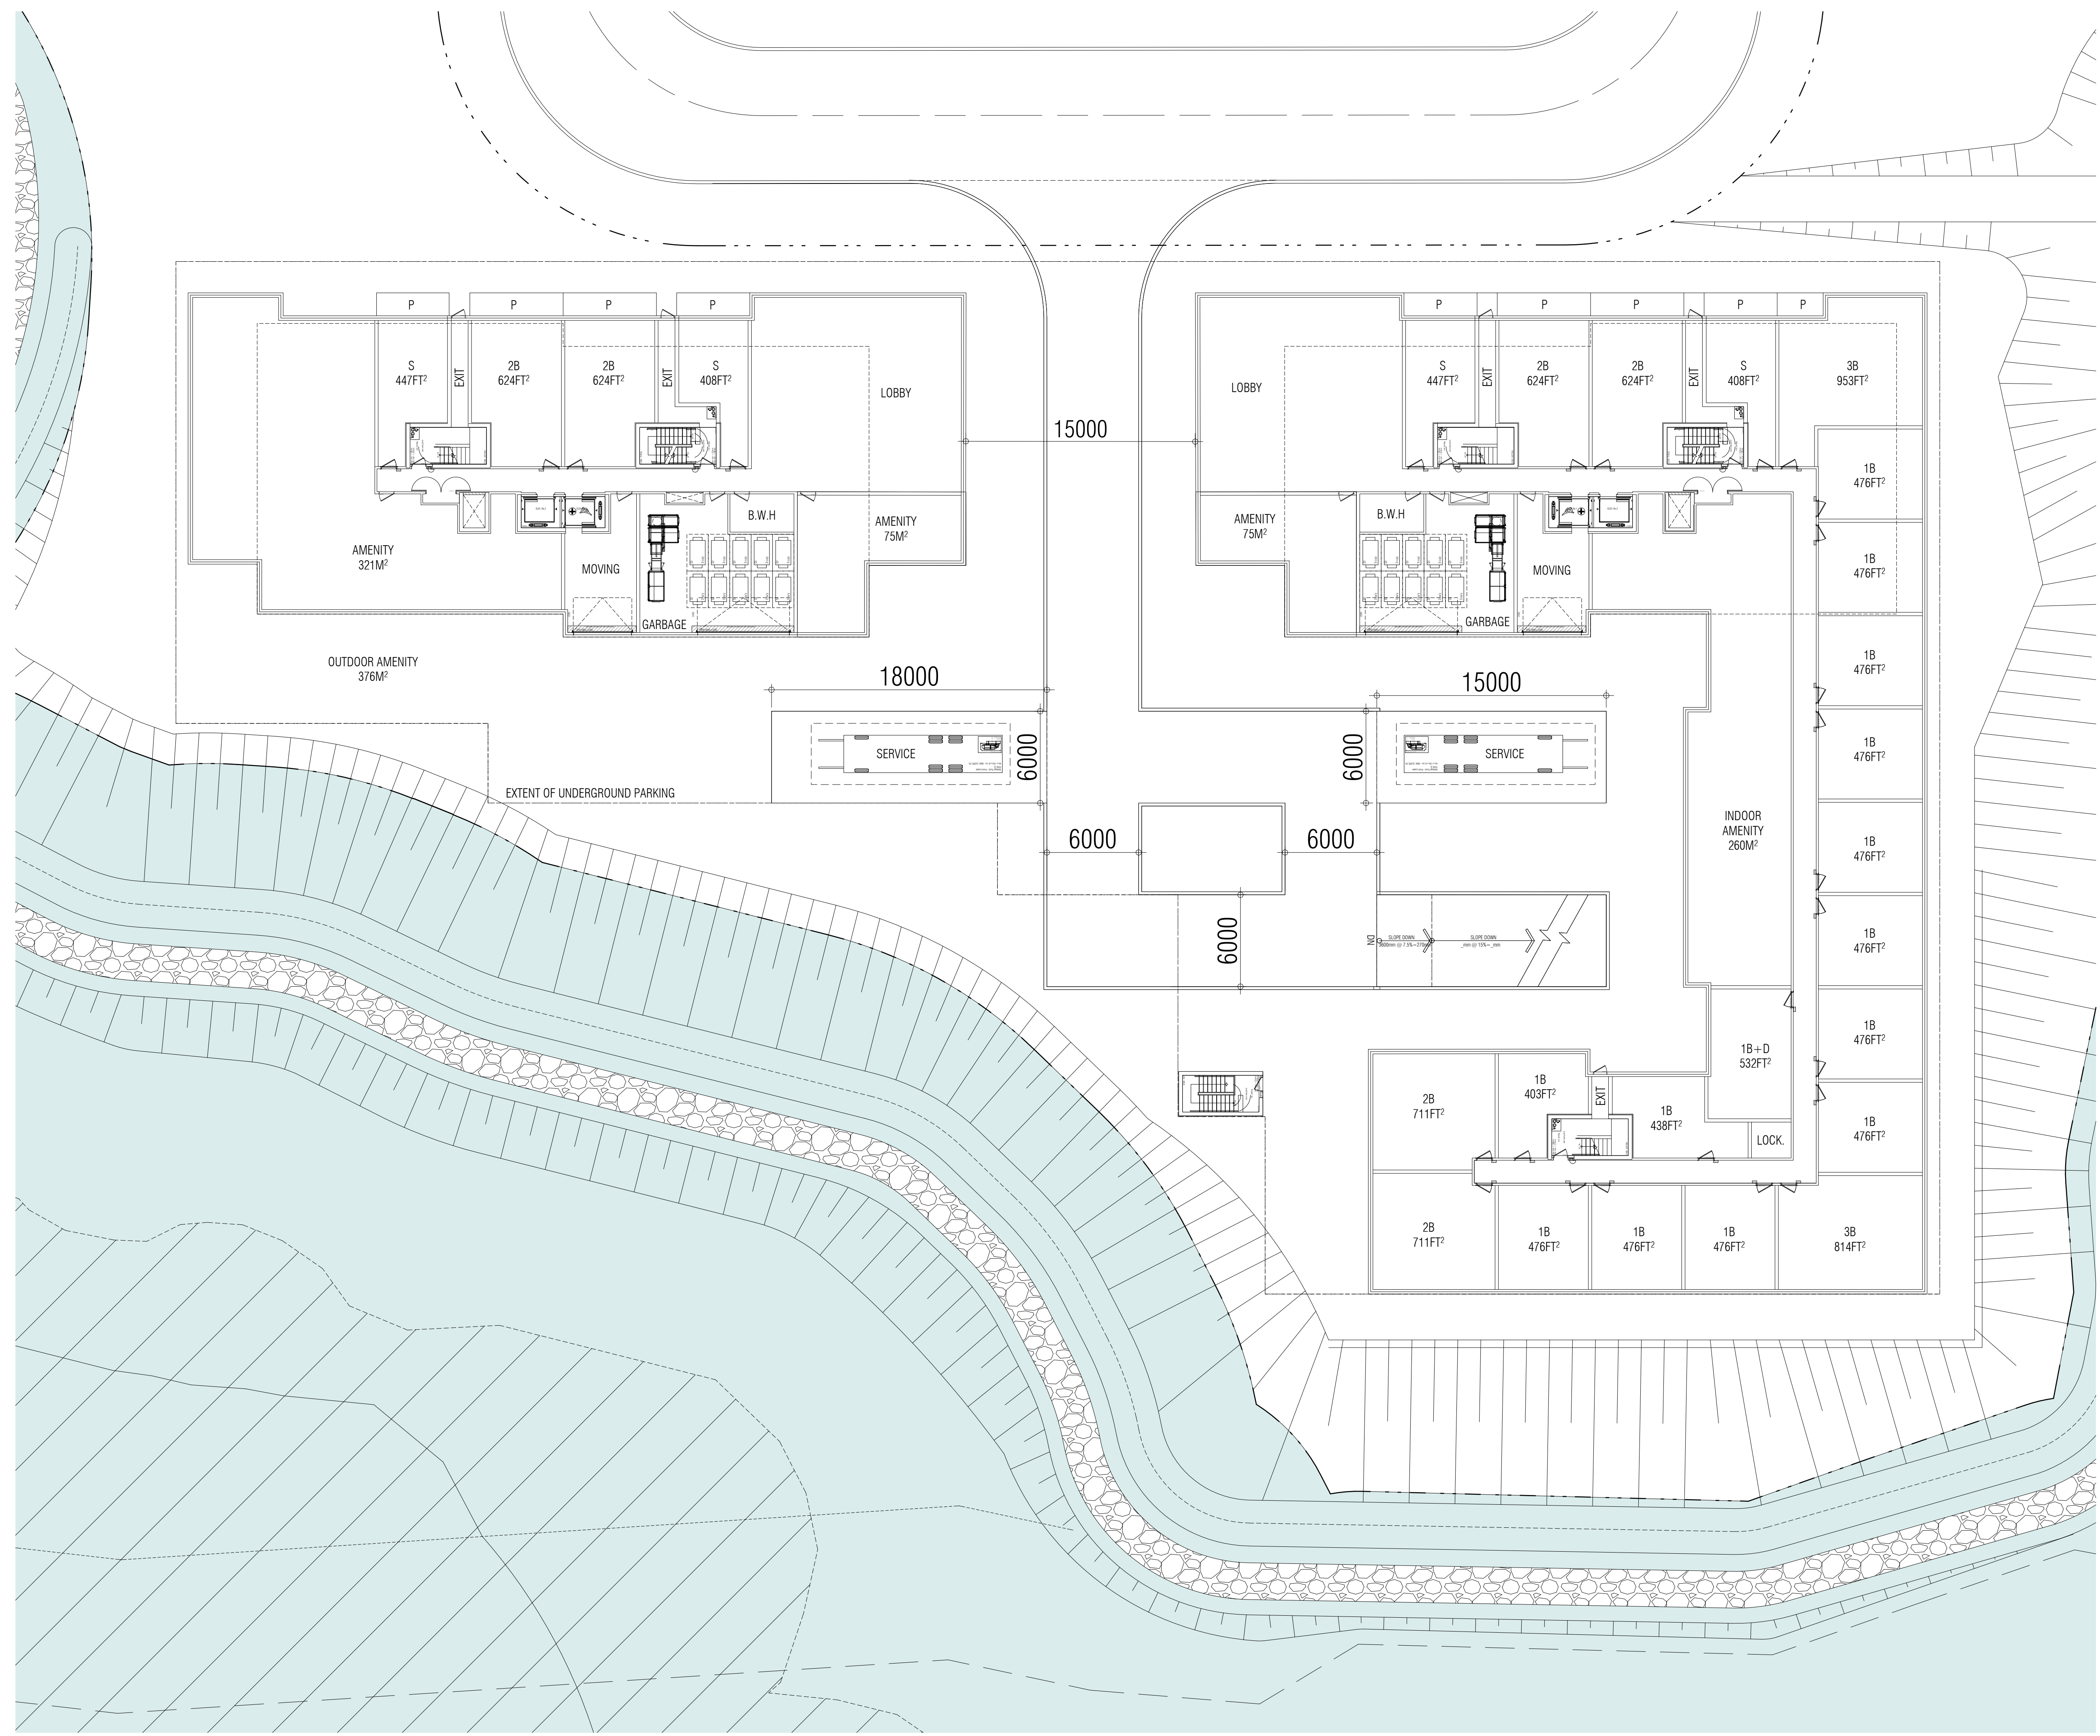 P
P
P
P
P
P
P
P
P
S
447FT²
EXIT
2B
624FT²
2B
624FT²
EXIT
S
408FT²
LOBBY
15000
LOBBY
S
447FT²
EXIT
2B
624FT²
2B
624FT²
EXIT
S
408FT²
3B
953FT²
1B
476FT²
AMENITY
321M²
MOVING
GARBAGE
B.W.H
AMENITY
75M²
AMENITY
75M²
B.W.H
GARBAGE
MOVING
1B
476FT²
OUTDOOR AMENITY
376M²
18000
15000
1B
476FT²
SERVICE
6000
6000
SERVICE
1B
476FT²
EXTENT OF UNDERGROUND PARKING
6000
6000
INDOOR
AMENITY
260M²
1B
476FT²
6000
DN
SLOPE DOWN
SLOPE DOWN
_mm @ 15%=_mm
1B
476FT²
1B
476FT²
1B+D
532FT²
2B
711FT²
1B
403FT²
EXIT
1B
438FT²
LOCK.
1B
476FT²
2B
711FT²
1B
476FT²
1B
476FT²
1B
476FT²
3B
814FT²